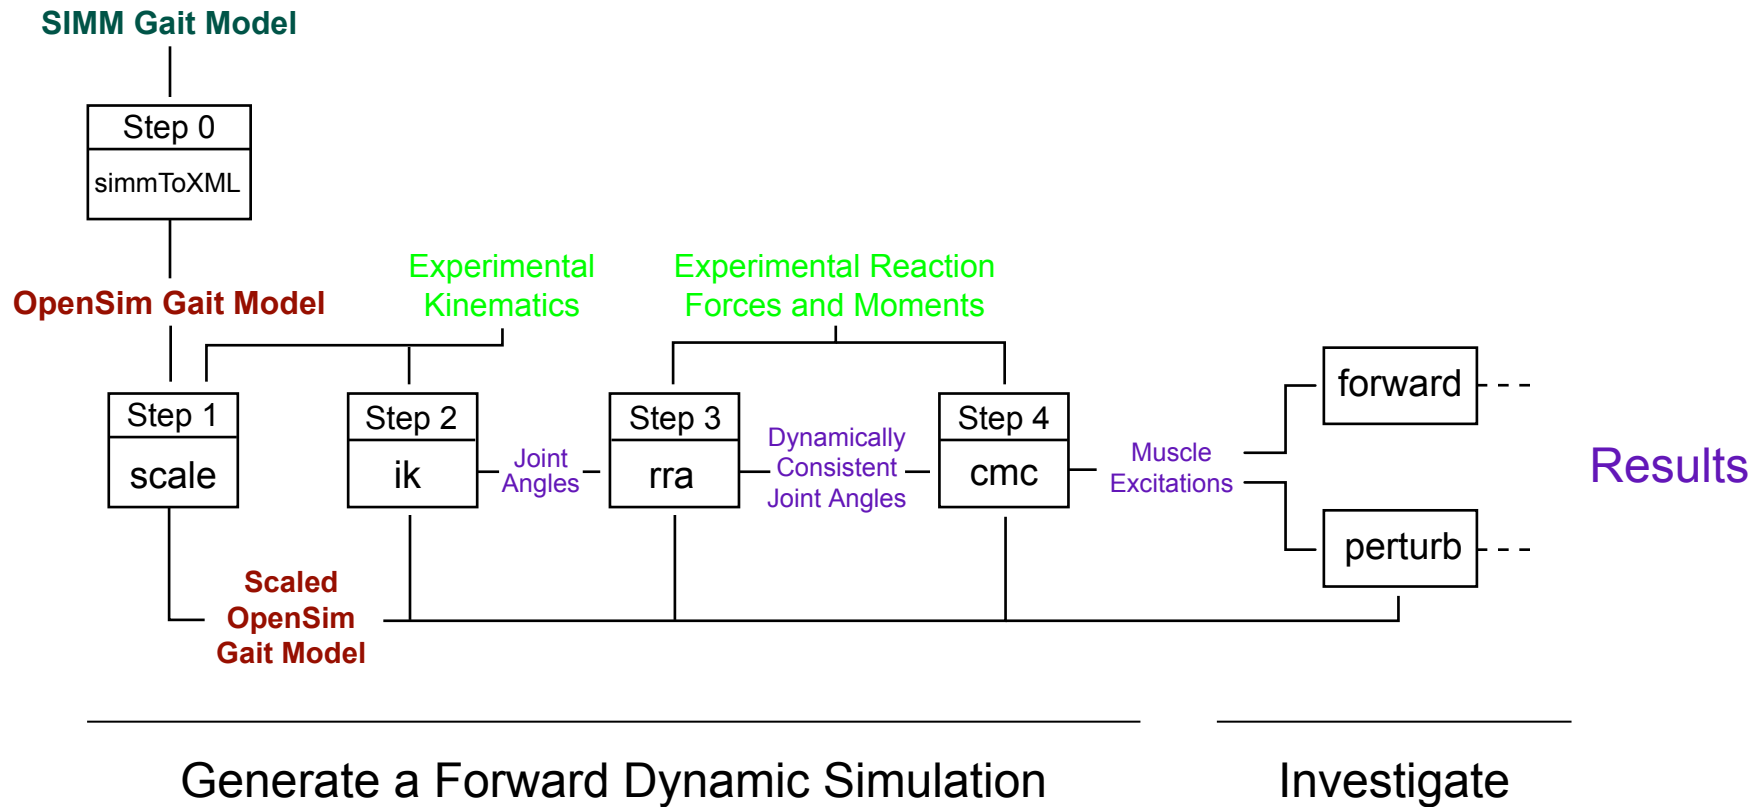 SIMM Gait Model
Step 0
simmToXML
OpenSim Gait Model
Experimental
Kinematics
Experimental Reaction
Forces and Moments
Step 1
scale
Step 2
ik
Joint
Angles
Step 3
rra
Dynamically
Consistent
Joint Angles
Step 4
cmc
Muscle
Excitations
forward
perturb
Results
Scaled
OpenSim
Gait Model
Generate a Forward Dynamic Simulation
Investigate